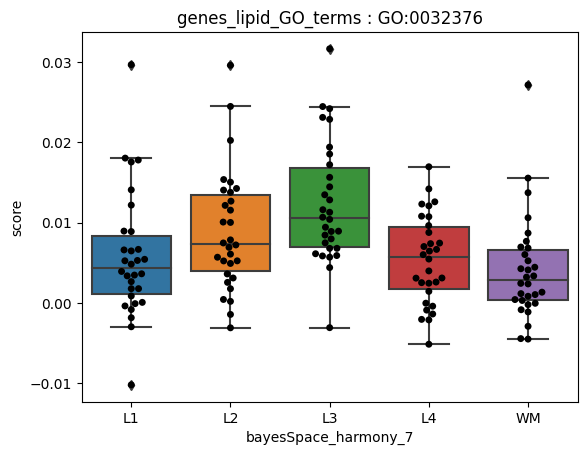 genes_lipid_GO_terms : GO:0032376
0.03
0.02
0.01
0.00
−0.01
score
L1 L2 L3 L4 WM
bayesSpace_harmony_7